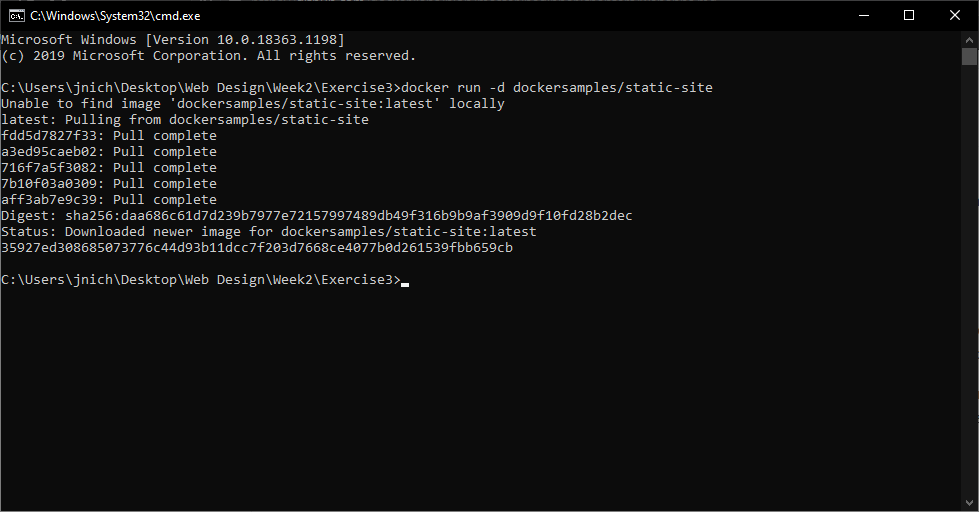 C:\Windows\System32\cmd.exe
Microsoft Windows [Version 10.0.18363.1198]
(c) 2019 Microsoft Corporation. All rights reserved.
C:\Users\jnich\Desktop\Web Design\Week2\Exercise3>docker run -d dockersamples/static-site
Unable to find image 'dockersamples/static-site:latest' locally
latest: Pulling from dockersamples/static-site
fdd5d7827f33: Pull complete
a3ed95caeb02: Pull complete
716f7a5f3082: Pull complete
7b10f03a0309: Pull complete
aff3ab7e9c39: Pull complete
Digest: sha256:daa686c61d7d239b7977e72157997489db49f316b9b9af3909d9f10fd28b2dec
Status: Downloaded newer image for dockersamples/static-site:latest
35927ed308685073776c44d93b11dcc7f203d7668ce4077b0d261539fbb659cb
C:\Users\jnich\Desktop\Web Design\Week2\Exercise3>